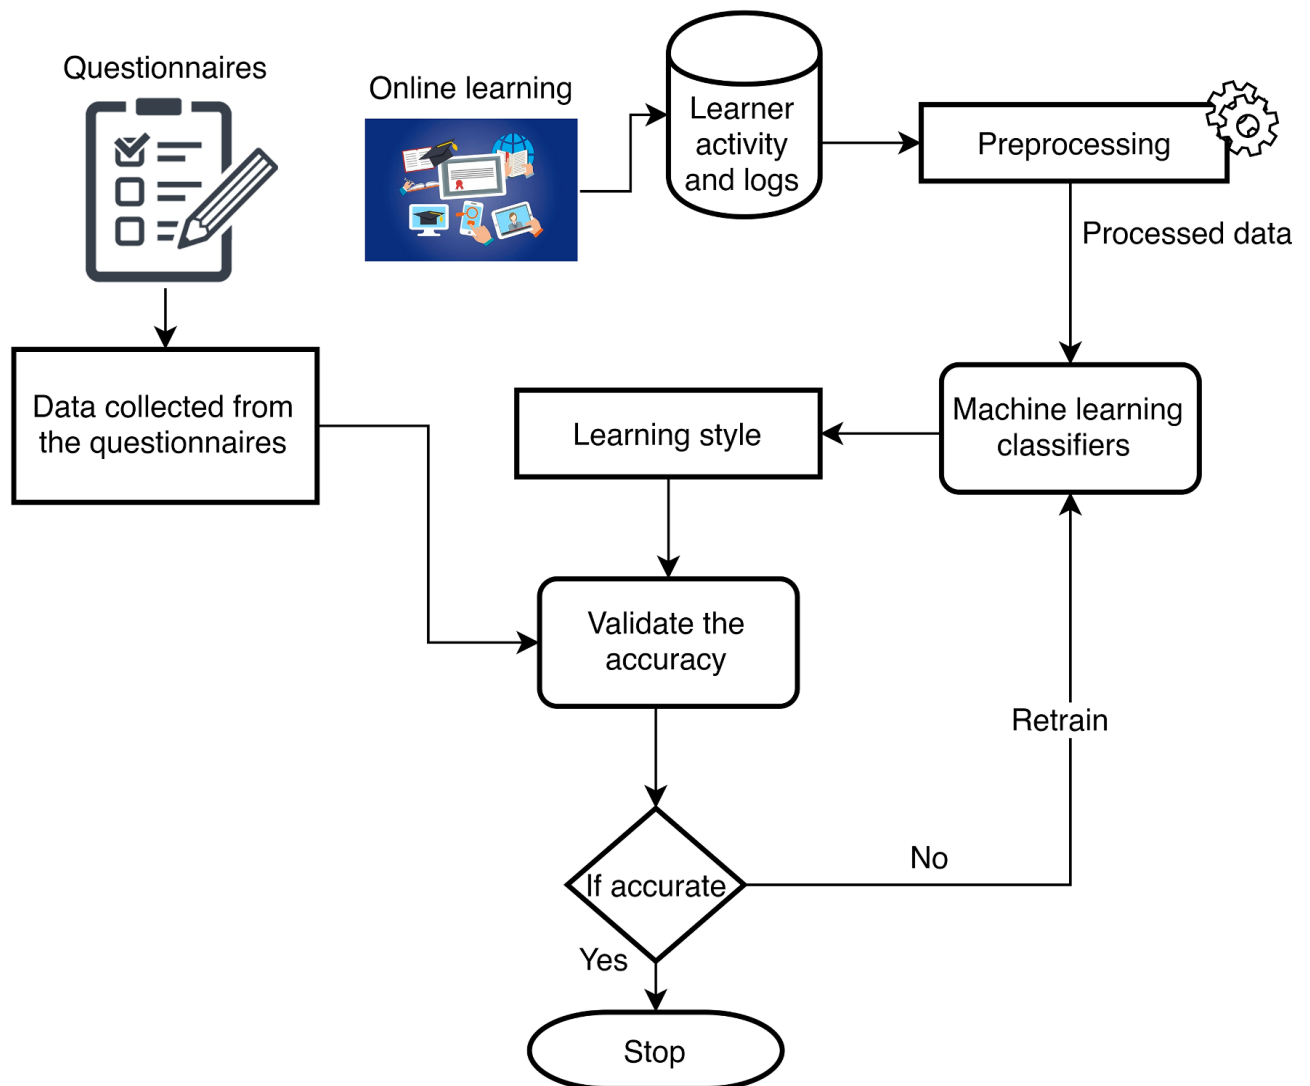 Questionnaires
Online learning
Learner
activity
and logs
Preprocessing
Processed data
Data collected from
the questionnaires
Learning style
Machine learning
classifiers
Validate the
accuracy
Retrain
No
If accurate
Yes
Stop